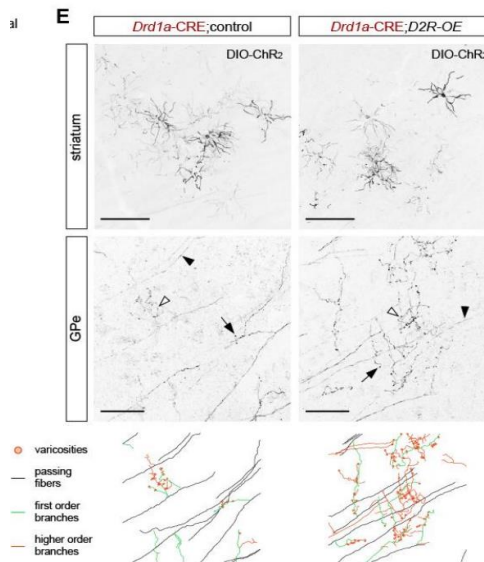 al
E
Drd1a-CRE;control
Drd1a-CRE;D2R-OE
DIO-ChR2
DIO-ChR
striatum
GPe
varicosities
passing
fibers
first order
branches
higher order
branches